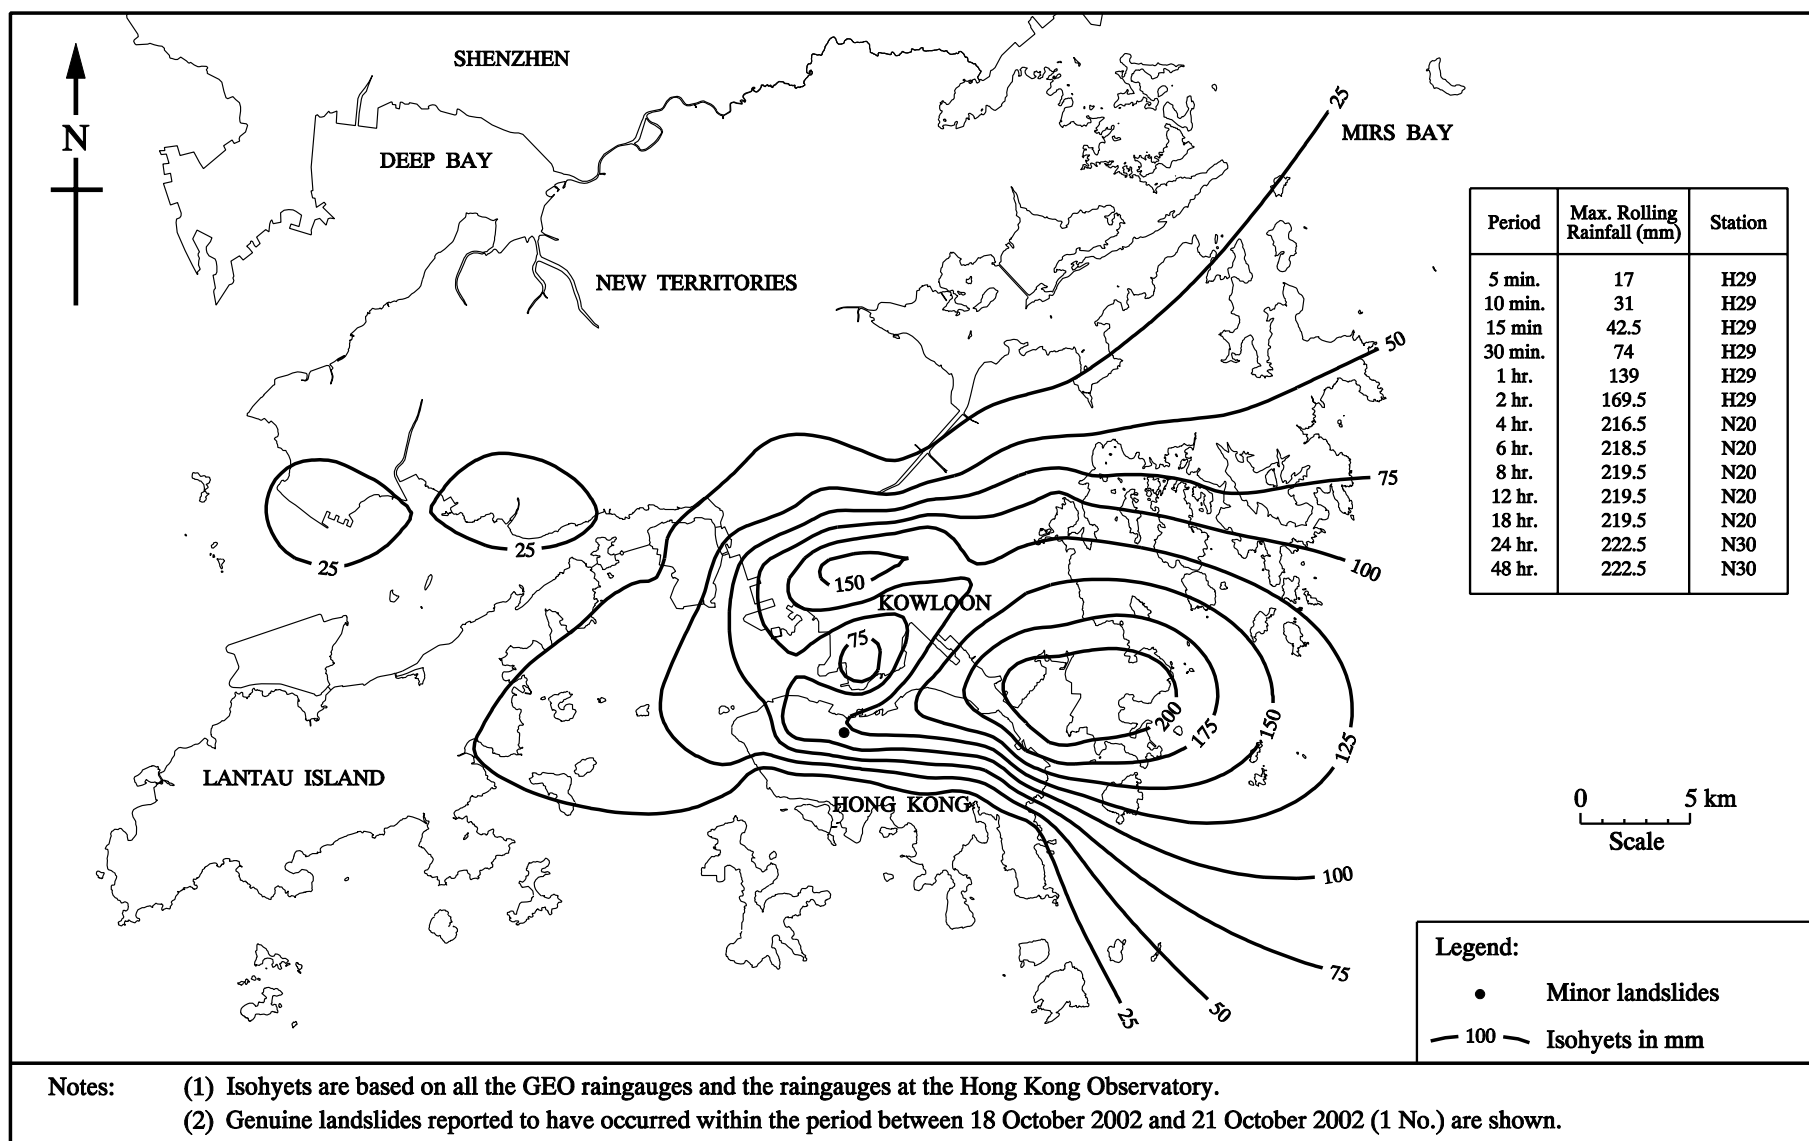 SHENZHEN
N
DEEP BAY
MIRS BAY
NEW TERRITORIES
KOWLOON
LANTAU ISLAND
HONG KONG
25
50
75
100
125
150
175
200
100
75
50
25
25
25
150
75
Period Max. Rolling Rainfall (mm) Station
5 min. 17 H29
10 min. 31 H29
15 min 42.5 H29
30 min. 74 H29
1 hr. 139 H29
2 hr. 169.5 H29
4 hr. 216.5 N20
6 hr. 218.5 N20
8 hr. 219.5 N20
12 hr. 219.5 N20
18 hr. 219.5 N20
24 hr. 222.5 N30
48 hr. 222.5 N30
0 5 km
Scale
Legend:
Minor landslides
100 Isohyets in mm
Notes: (1) Isohyets are based on all the GEO raingauges and the raingauges at the Hong Kong Observatory.
(2) Genuine landslides reported to have occurred within the period between 18 October 2002 and 21 October 2002 (1 No.) are shown.